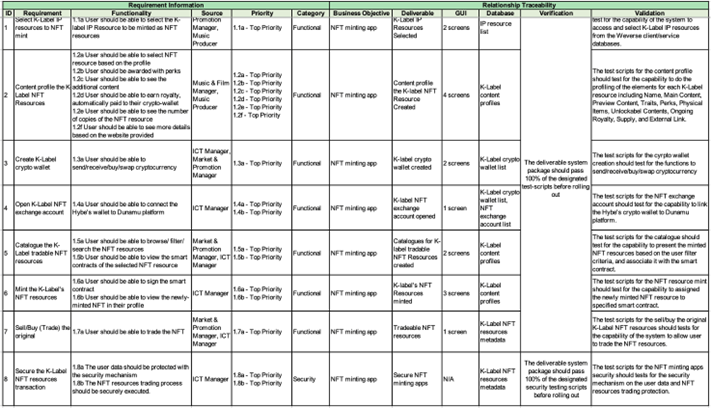 Requirement Information Relationship Traceability
ID Requirement Functionality Source Priority Category Business Objective Deliverable GUI Database Verification Validation
1
Select K-Label IP
resources to NFT
mint
1.1a User should be able to select the K-
label IP Resource to be minted as NFT
resources
Promotion
Manager,
Music
Producer
1.1a - Top Priority
Functional
NFT minting app
K-Label IP
Resources
Selected
2 screens
IP resource
list
test for the capability of the system to
access and select K-Label IP resources
from the Weverse client/service
databases.
2
Content profile the K-
Label NFT
Resources
1.2a User should be able to select NFT
resource based on the profile
1.2b User should be awarded with perks
1.2c User should be able to see the
additional content
1.2d User should be able to earn royalty,
automatically paid to their crypto-wallet
1.2e User should be able to see the number
of copies of the NFT resource
1.2f User should be able to see more details
based on the website provided
Music & Film
Manager,
Music
Producer
1.2a - Top Priority
1.2b - Top Priority
1.2c - Top Priority
1.2d - Top Priority
1.2e - Top Priority
1.2f - Top Priority
Functional
NFT minting app
Content profile
the K-label NFT
Resource
Created
4 screens
K-Label
content
profiles
The test scripts for the content profile
should test for the capability to do the
profiling of the elements for each K-Label
resource including Name, Main Content,
Preview Content, Traits, Perks, Physical
Items, Unlockabel Contents, Ongoing
Royalty, Supply, and External Link.
3
Create K-Label
crypto wallet
1.3a User should be able to
send/receive/buy/swap cryptocurrency
ICT Manager,
Market &
Promotion
Manager
1.3a - Top Priority
Functional
NFT minting app
K-label crypto
wallet created
2 screens
K-Label crypto
wallet list
The test scripts for the cyrpto wallet
creation should test for the functions to
send/receive/buy/swap cryptocurrency
The deliverable system
package should pass
100% of the designated
test-scripts before rolling
out
4
Open K-Label NFT
exchange account
1.4a User should be able to connect the
Hybe's crypto wallet to Dunamu platform
ICT Manager
1.4a - Top Priority
1.4b - Top Priority
Functional
NFT minting app
K-label NFT
exchange
account opened
1 screen
K-Label crypto
wallet list,
NFT
exchange
account list
The test scripts for the NFT exchange
account should test for the capability to link
the Hybe's crypto wallet to Dunamu
platform.
5
Catalogue the K-
Label tradable NFT
resources
1.5a User should be able to browse/ filter/
search the NFT resources
1.5b User should be able to view the smart
contracts of the selected NFT resource
Market &
Promotion
Manager, ICT
Manager
1.5a - Top Priority
1.5b - Top Priority
Functional
NFT minting app
Catalogues for K-
label tradable
NFT Resources
created
2 screens
K-Label
content
profiles
The test scripts for the catalogue should
test for the capability to present the minted
NFT resources based on the user filter
criteria, and associate it with the smart
contract.
6
Mint the K-Label's
NFT resources
1.6a User should be able to sign the smart
contract
1.6b User should be able to view the newly-
minted NFT in their profile
ICT Manager
1.6a - Top Priority
1.6b - Top Priority
Functional
NFT minting app
K-label's NFT
Resources
minted
3 screens
K-Label
content
profiles
The test scripts for the NFT resource mint
should test for the capability to assigned
the newly minted NFT resource to
specified smart contract.
7
Sell/Buy (Trade) the
original
1.7a User should be able to trade the NFT
Market &
Promotion
Manager, ICT
Manager
1.7a - Top Priority
Functional
NFT minting app
Tradeable NFT
resources
1 screen
K-Label NFT
resources
metadata
The test scripts for the sell/buy the original
K-Label NFT resources should tests for
the capability of the system to allow user
to trade the NFT resources.
8
Secure the K-Label
NFT resources
transaction
1.8a The user data should be protected with
the security mechanism
1.8b The NFT resources trading process
should be securely executed.
ICT Manager
1.8a - Top Priority
1.8b - Top Priority
Security
NFT minting app
Secure NFT
minting apps
N/A
K-Label NFT
resources
metadata
The deliverable system
package should pass
100% of the designated
security testing scripts
before rolling out
The test scripts for the NFT minting apps
security should tests for the security
mechanism on the user data and NFT
resources trading protection.